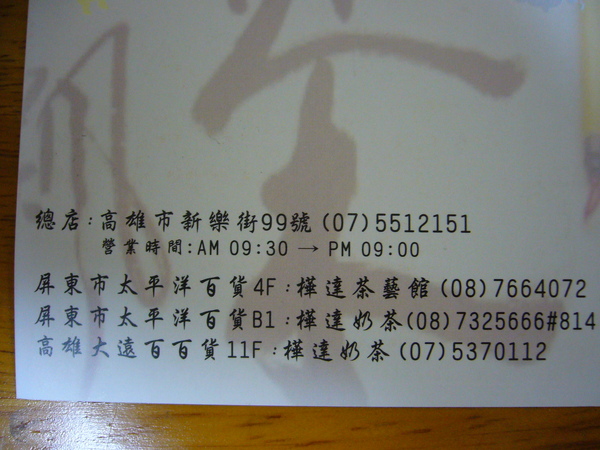 總店:高雄市新樂街99號(07)5512151
營業時間:AM 09:30 → PM 09:00
屏東市太平洋百貨4F:樺達茶藝館(08)7664072
屏東市太平洋百貨B1:樺達奶茶(08)7325666#814
高雄大遠百百貨11F:樺達奶茶(07)5370112